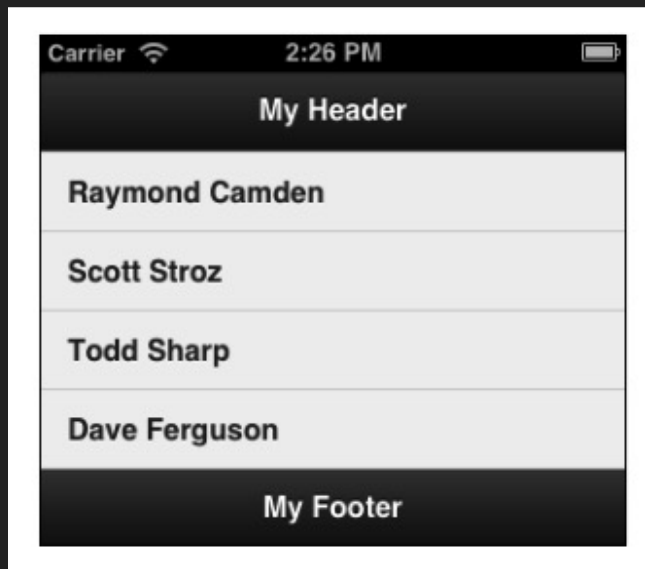 Carrier 2:26 PM
My Header
Raymond Camden
Scott Stroz
Todd Sharp
Dave Ferguson
My Footer